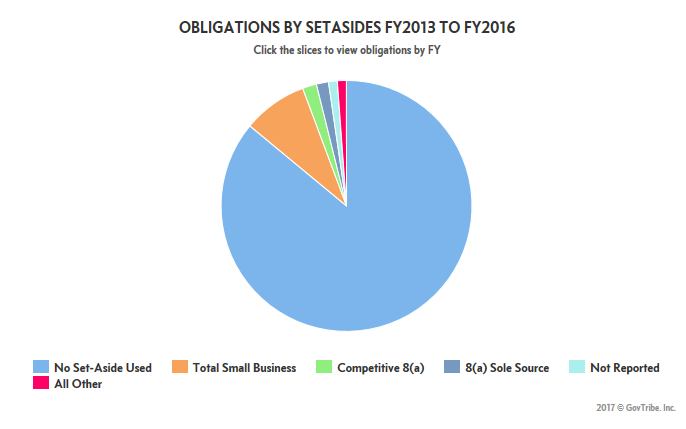 OBLIGATIONS BY SETASIDES FY2013 TO FY2016
Click the slices to view obligations by FY
No Set-Aside Used Total Small Business Competitive 8(a) 8(a) Sole Source Not Reported
All Other
2017 © GovTribe, Inc.